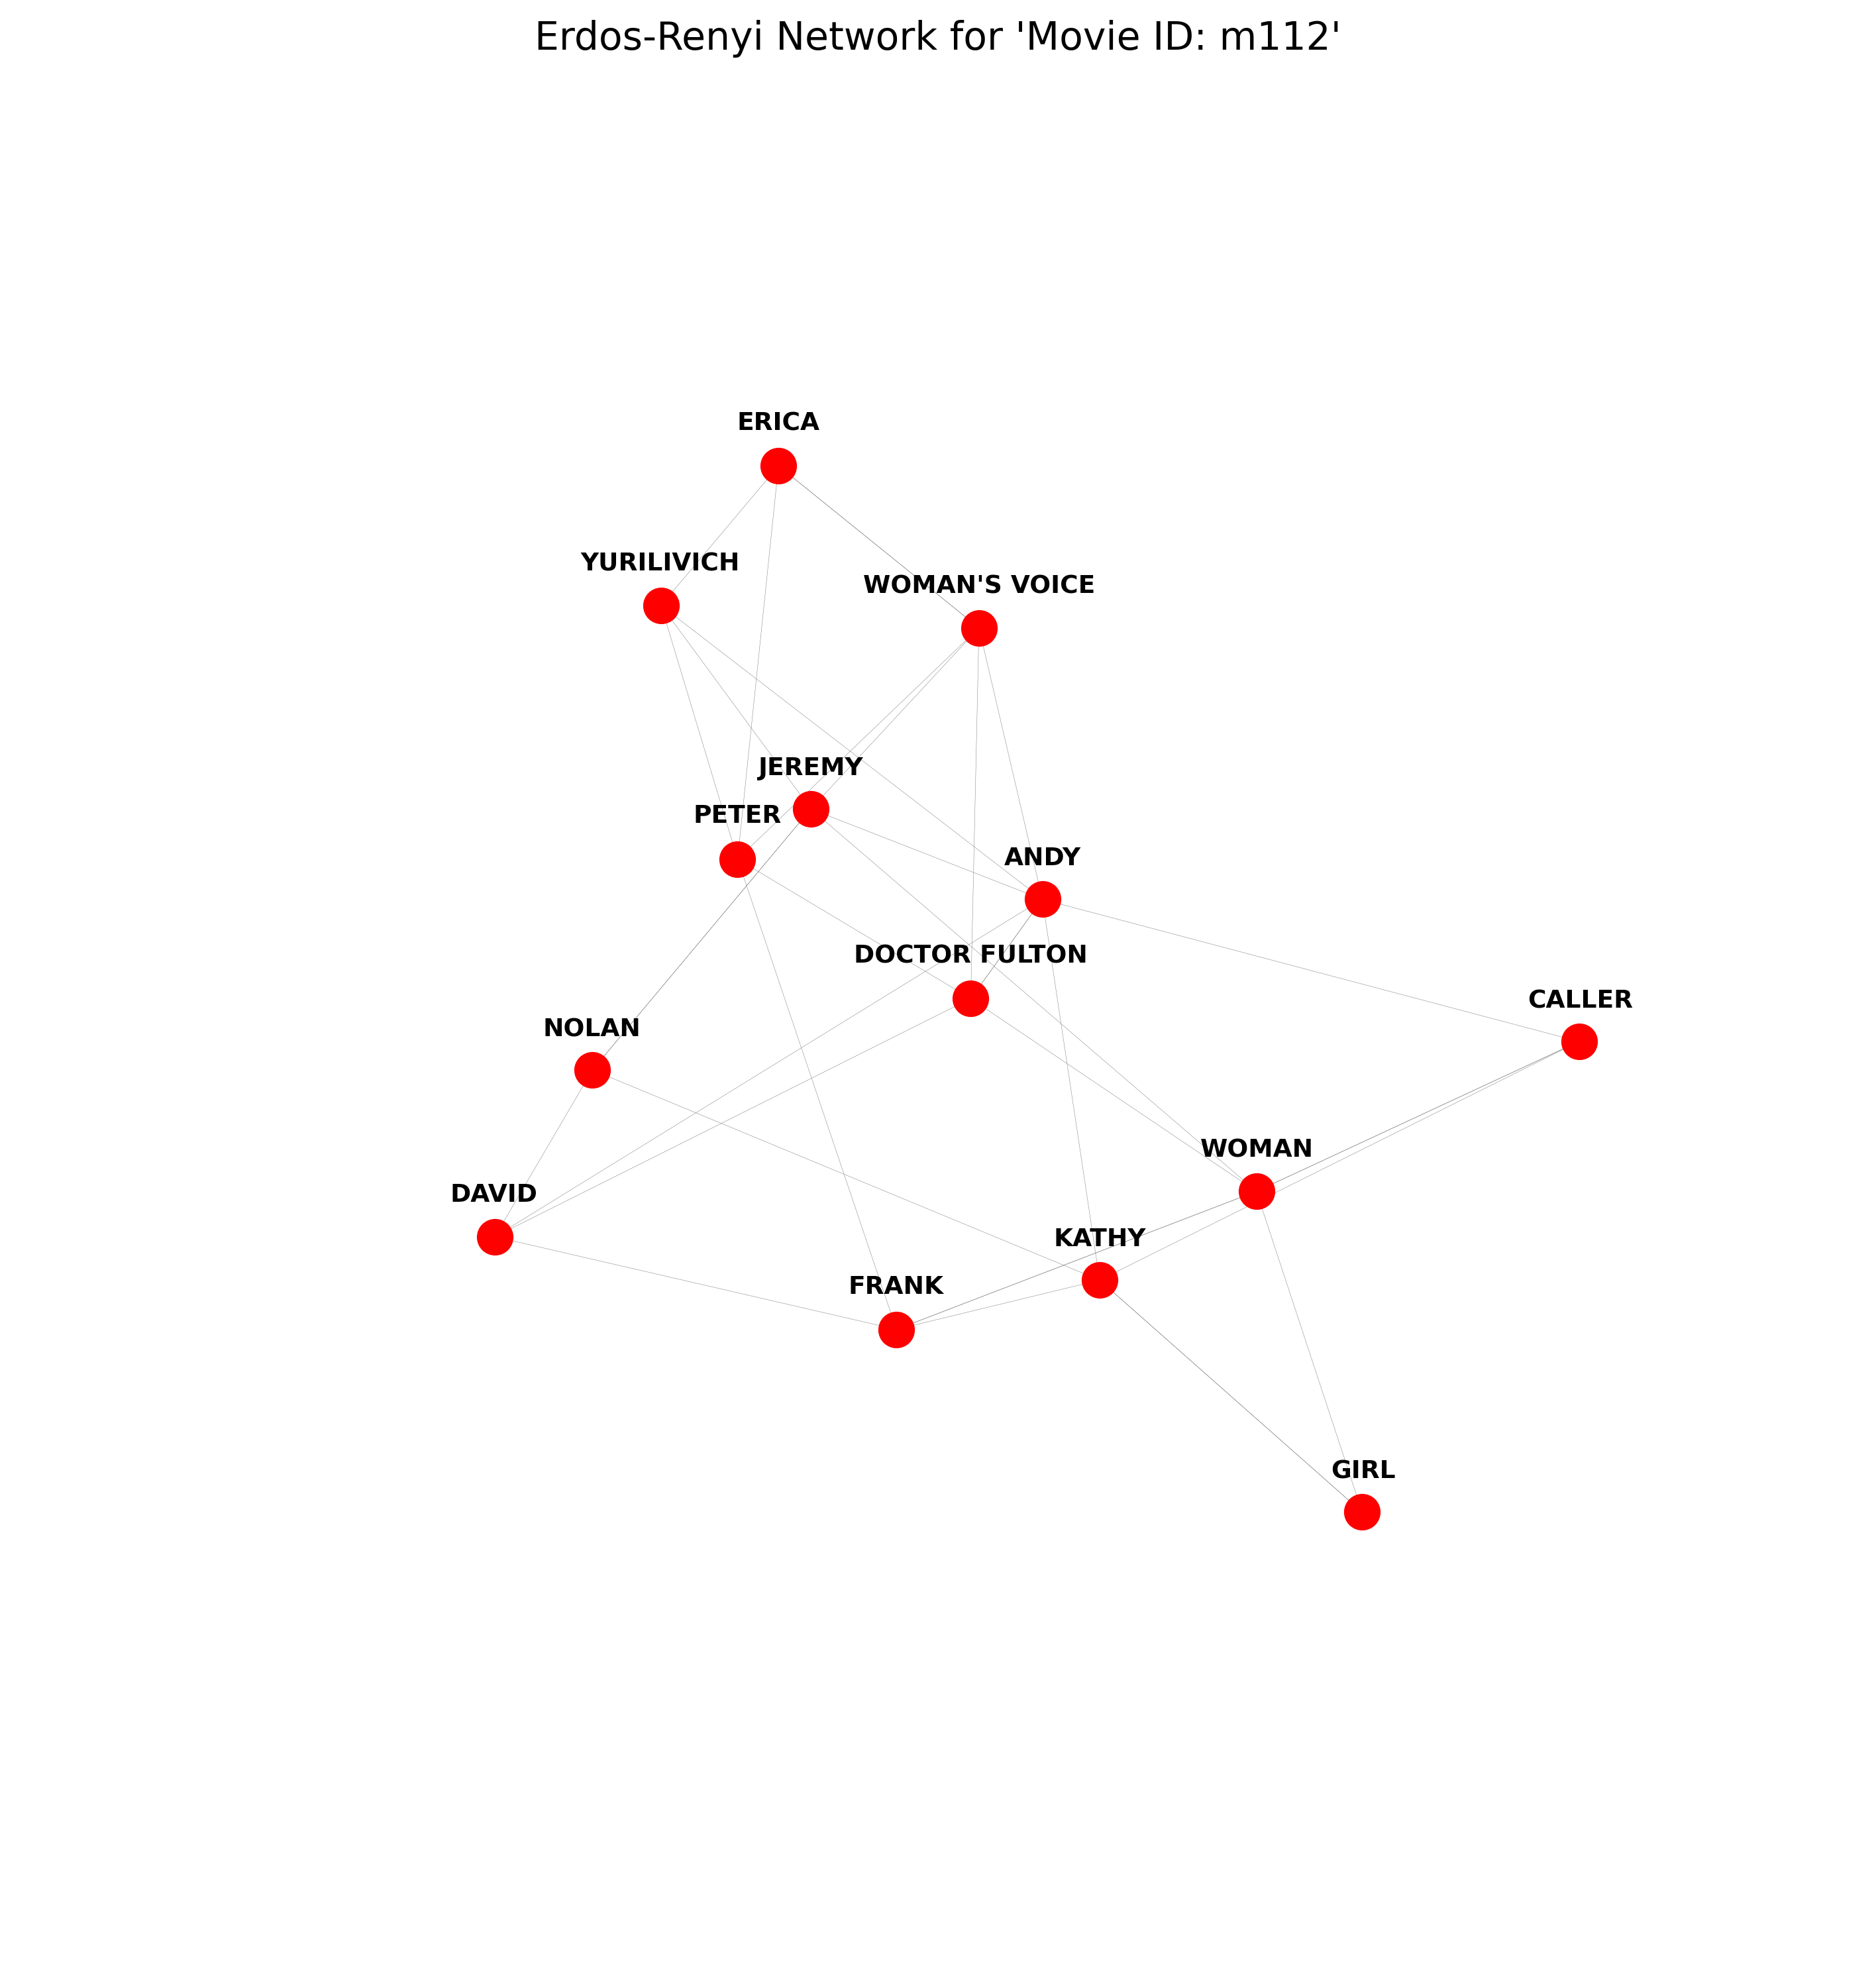 Erdos-Renyi Network for 'Movie ID: m112'
ERICA
YURILIVICH
WOMAN'S VOICE
JEREMY
PETER
ANDY
DOCTOR FULTON
CALLER
NOLAN
WOMAN
DAVID
KATHY
FRANK
GIRL